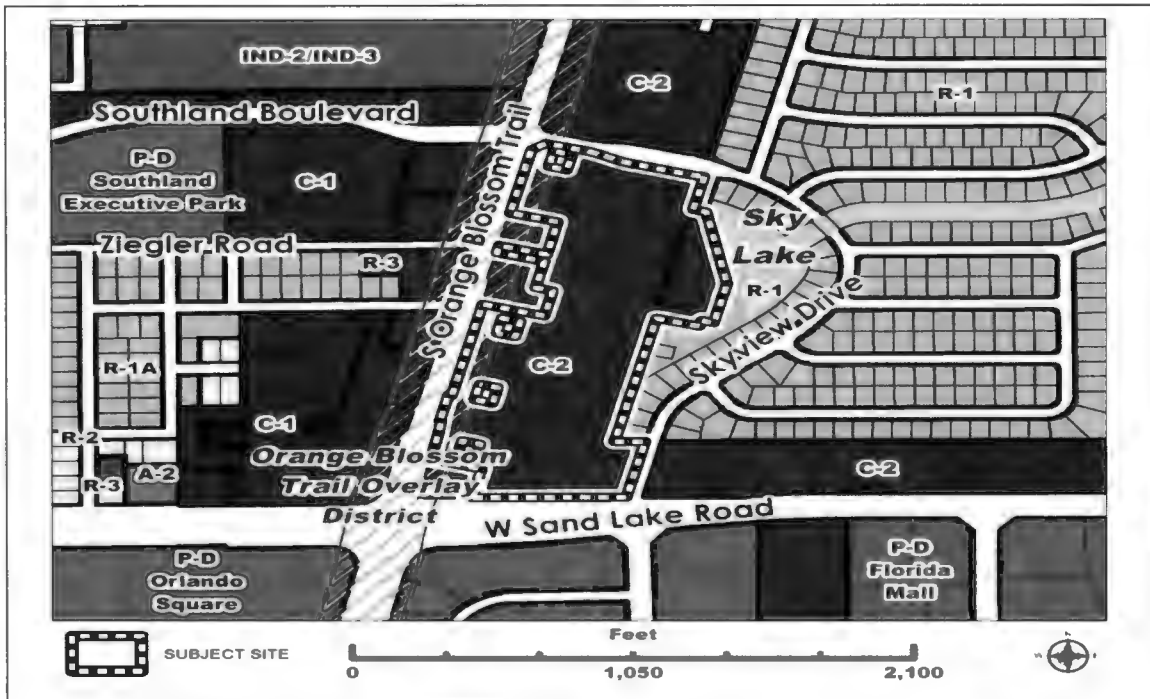 IND-2/IND-3
C-2
R-1
Southland Boulevard
P-D
Southland
Executive Park
C-1
S Orange Blossom Trail
Sky
Lake
R-1
Ziegler Road
R-3
Skyview Drive
R-1A
C-2
C-1
R-2
A-2
R-3
Orange Blossom
Trail Overlay
District
C-2
W Sand Lake Road
P-D
Orlando
Square
P-D
Florida
Mall
SUBJECT SITE
Feet
0
1,050
2,100
N
W
E